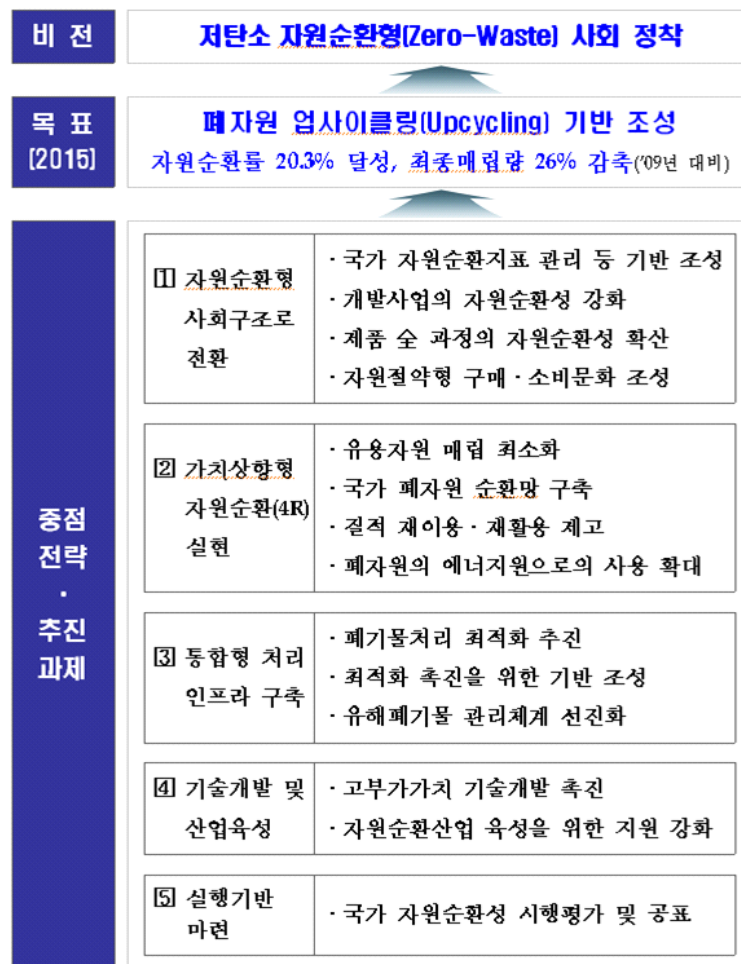 비 전
저탄소 자원순환형(Zero-Waste) 사회 정착
목 표
[2015]
폐자원 업사이클링(Upcycling) 기반 조성
자원순환률 20.3% 달성, 최종매립량 26% 감축('09년 대비)
중점
전략
·
추진
과제
1 자원순환형
사회구조로
전환
· 국가 자원순환지표 관리 등 기반 조성
· 개발사업의 자원순환성 강화
· 제품 全 과정의 자원순환성 확산
· 자원절약형 구매·소비문화 조성
2 가치상향형
자원순환(4R)
실현
· 유용자원 매립 최소화
· 국가 폐자원 순환망 구축
· 질적 재이용·재활용 제고
· 폐자원의 에너지원으로의 사용 확대
3 통합형 처리
인프라 구축
· 폐기물처리 최적화 추진
· 최적화 촉진을 위한 기반 조성
· 유해폐기물 관리체계 선진화
4 기술개발 및
산업육성
· 고부가가치 기술개발 촉진
· 자원순환산업 육성을 위한 지원 강화
5 실행기반
마련
· 국가 자원순환성 시행평가 및 공표